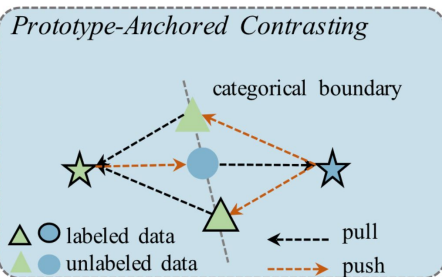 Prototype-Anchored Contrasting
categorical boundary
labeled data
pull
unlabeled data
push